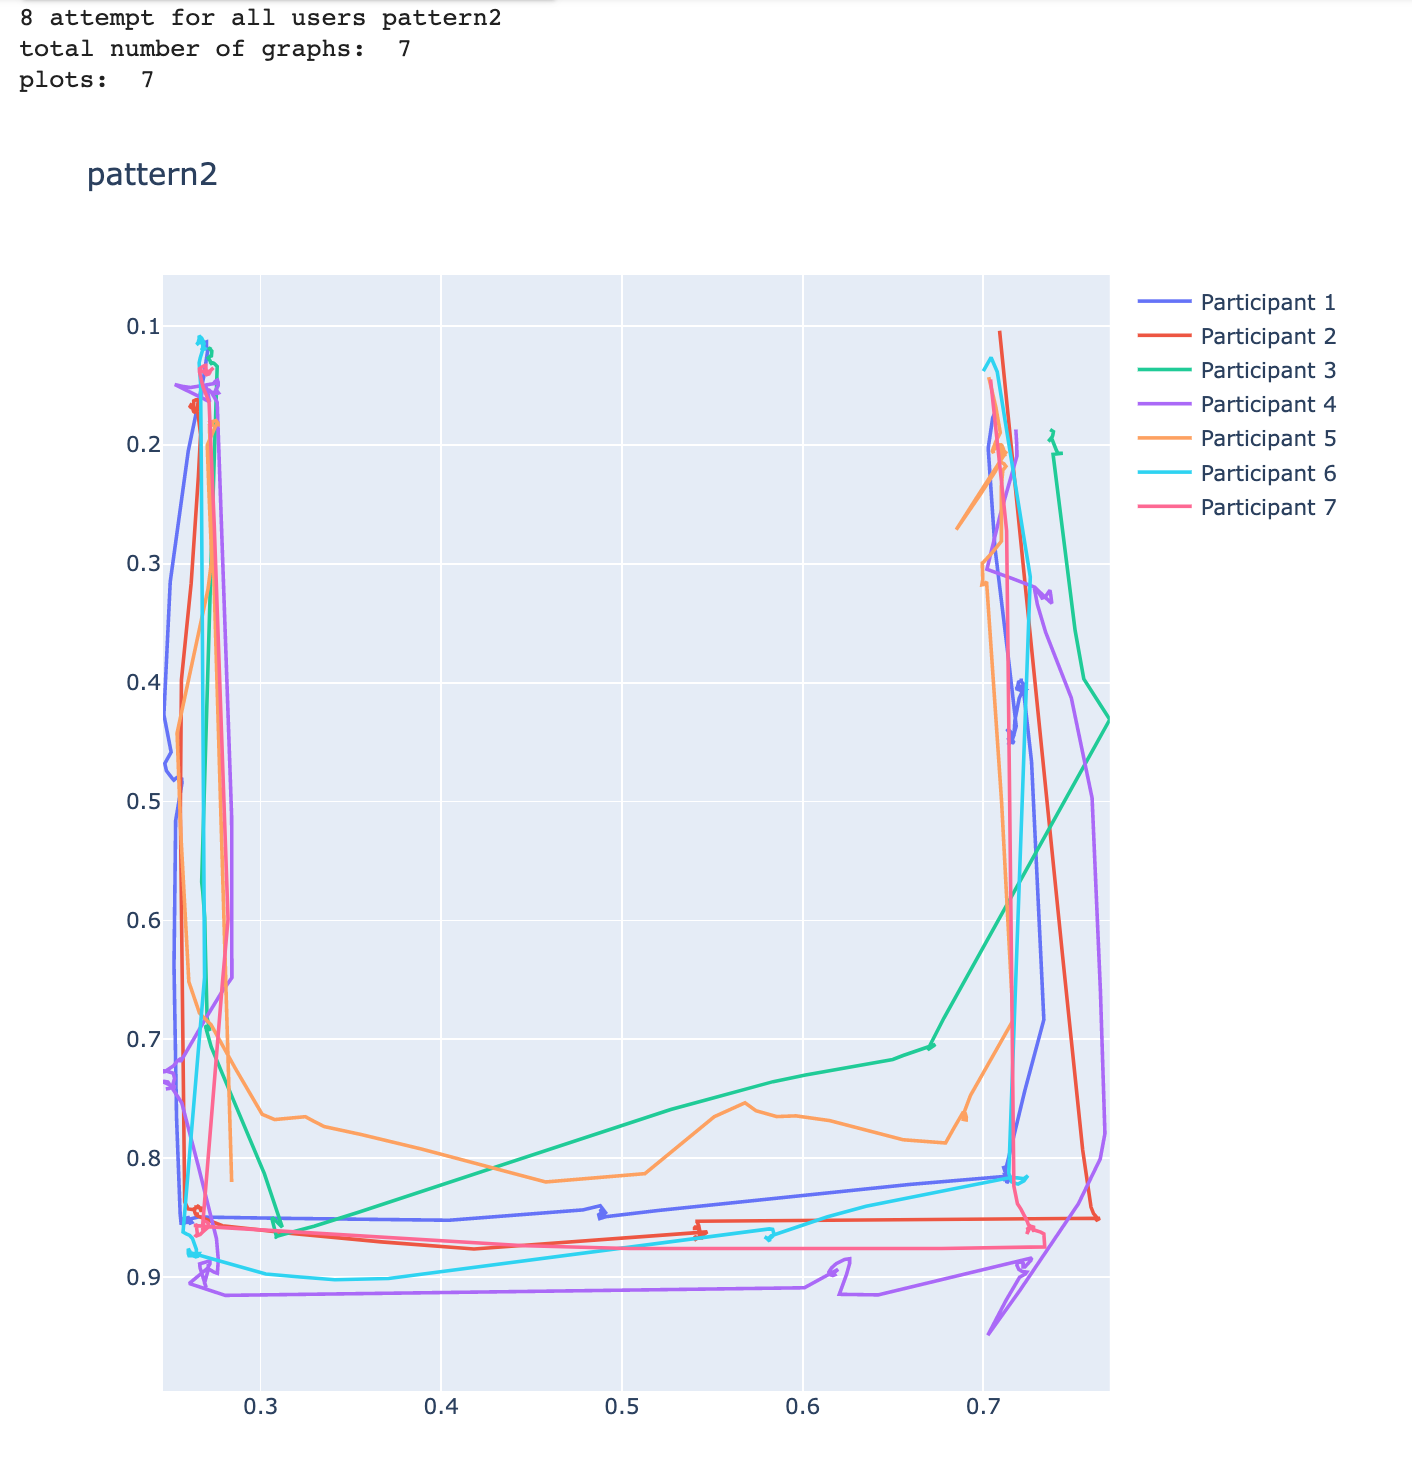 8 attempt for all users pattern2
total number of graphs:  7
plots:  7
pattern2
Participant 1
Participant 2
Participant 3
Participant 4
Participant 5
Participant 6
Participant 7
0.1
0.2
0.3
0.4
0.5
0.6
0.7
0.8
0.9
0.3 0.4 0.5 0.6 0.7